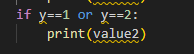 if y==1 or y==2:
    print(value2)